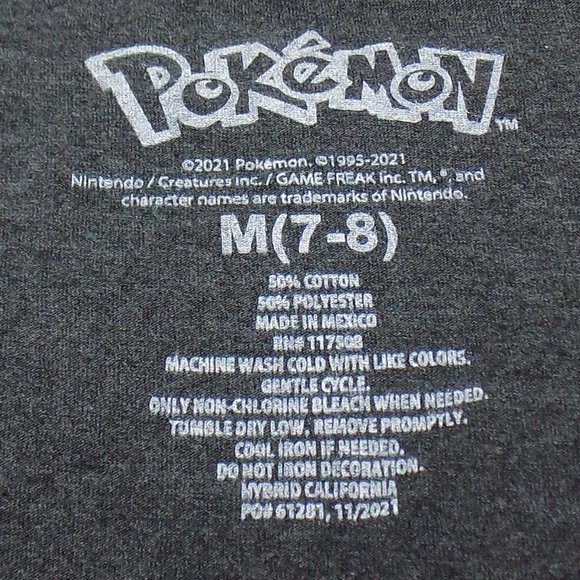 POKéMON TM
©2021 Pokémon. ©1995-2021
Nintendo / Creatures Inc. / GAME FREAK Inc. TM, ®, and
character names are trademarks of Nintendo.
M(7-8)
50% COTTON
50% POLYESTER
MADE IN MEXICO
RN# 117508
MACHINE WASH COLD WITH LIKE COLORS.
GENTLE CYCLE.
ONLY NON-CHLORINE BLEACH WHEN NEEDED.
TUMBLE DRY LOW. REMOVE PROMPTLY.
COOL IRON IF NEEDED.
DO NOT IRON DECORATION.
HYBRID CALIFORNIA
PO# 61281, 11/2021